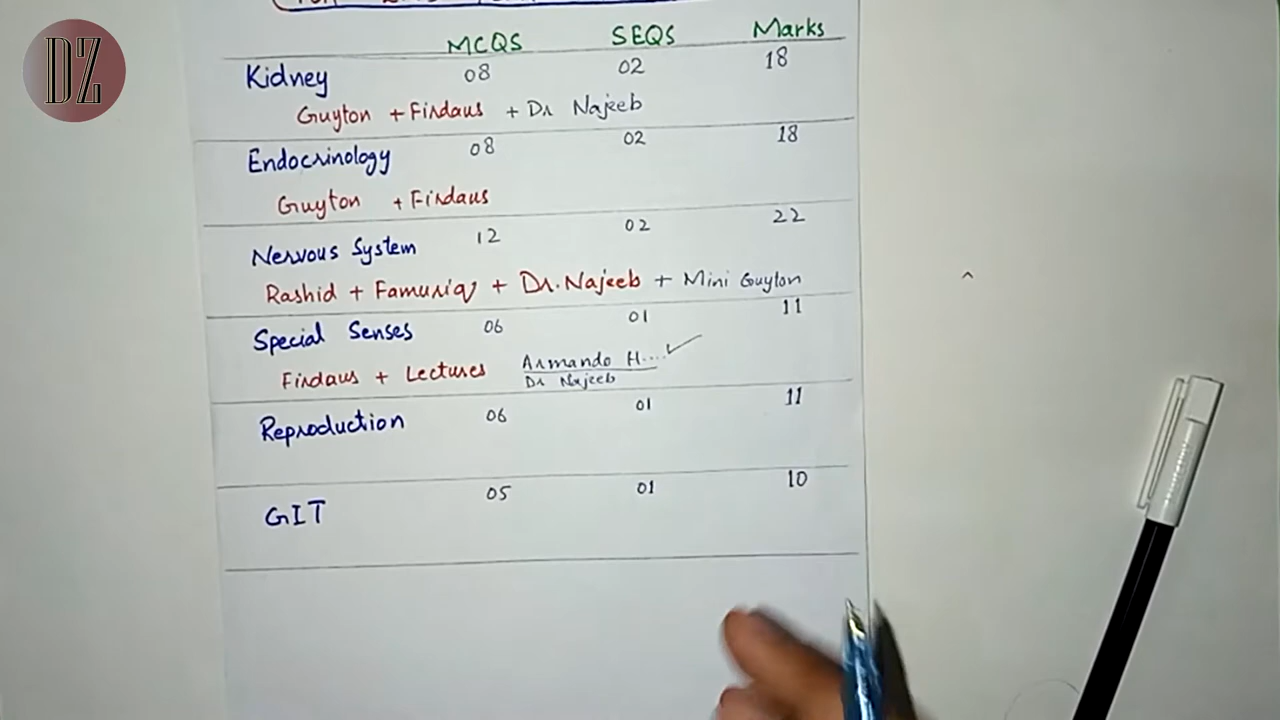 DZ
MCQS SEQS Marks
Kidney 08 02 18
Guyton + Firdaus + Dr Najeeb
Endocrinology 08 02 18
Guyton + Firdaus
Nervous System 12 02 22
Rashid + Famuriq + Dr. Najeeb + Mini Guyton
Special Senses 06 01 11
Firdaus + Lectures Armando H....
Dr Najeeb
Reproduction 06 01 11
GIT 05 01 10